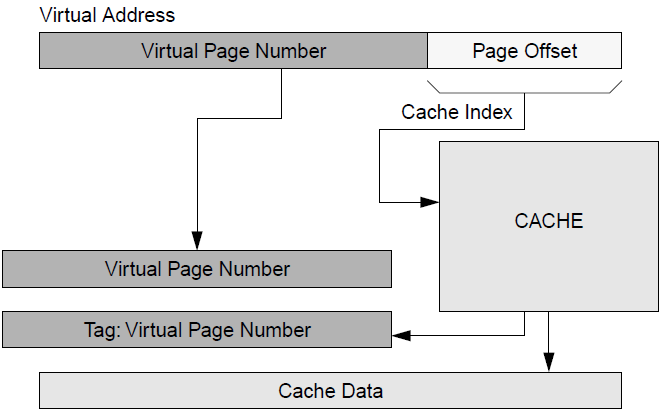 Virtual Address
Virtual Page Number
Page Offset
Cache Index
CACHE
Virtual Page Number
Tag: Virtual Page Number
Cache Data